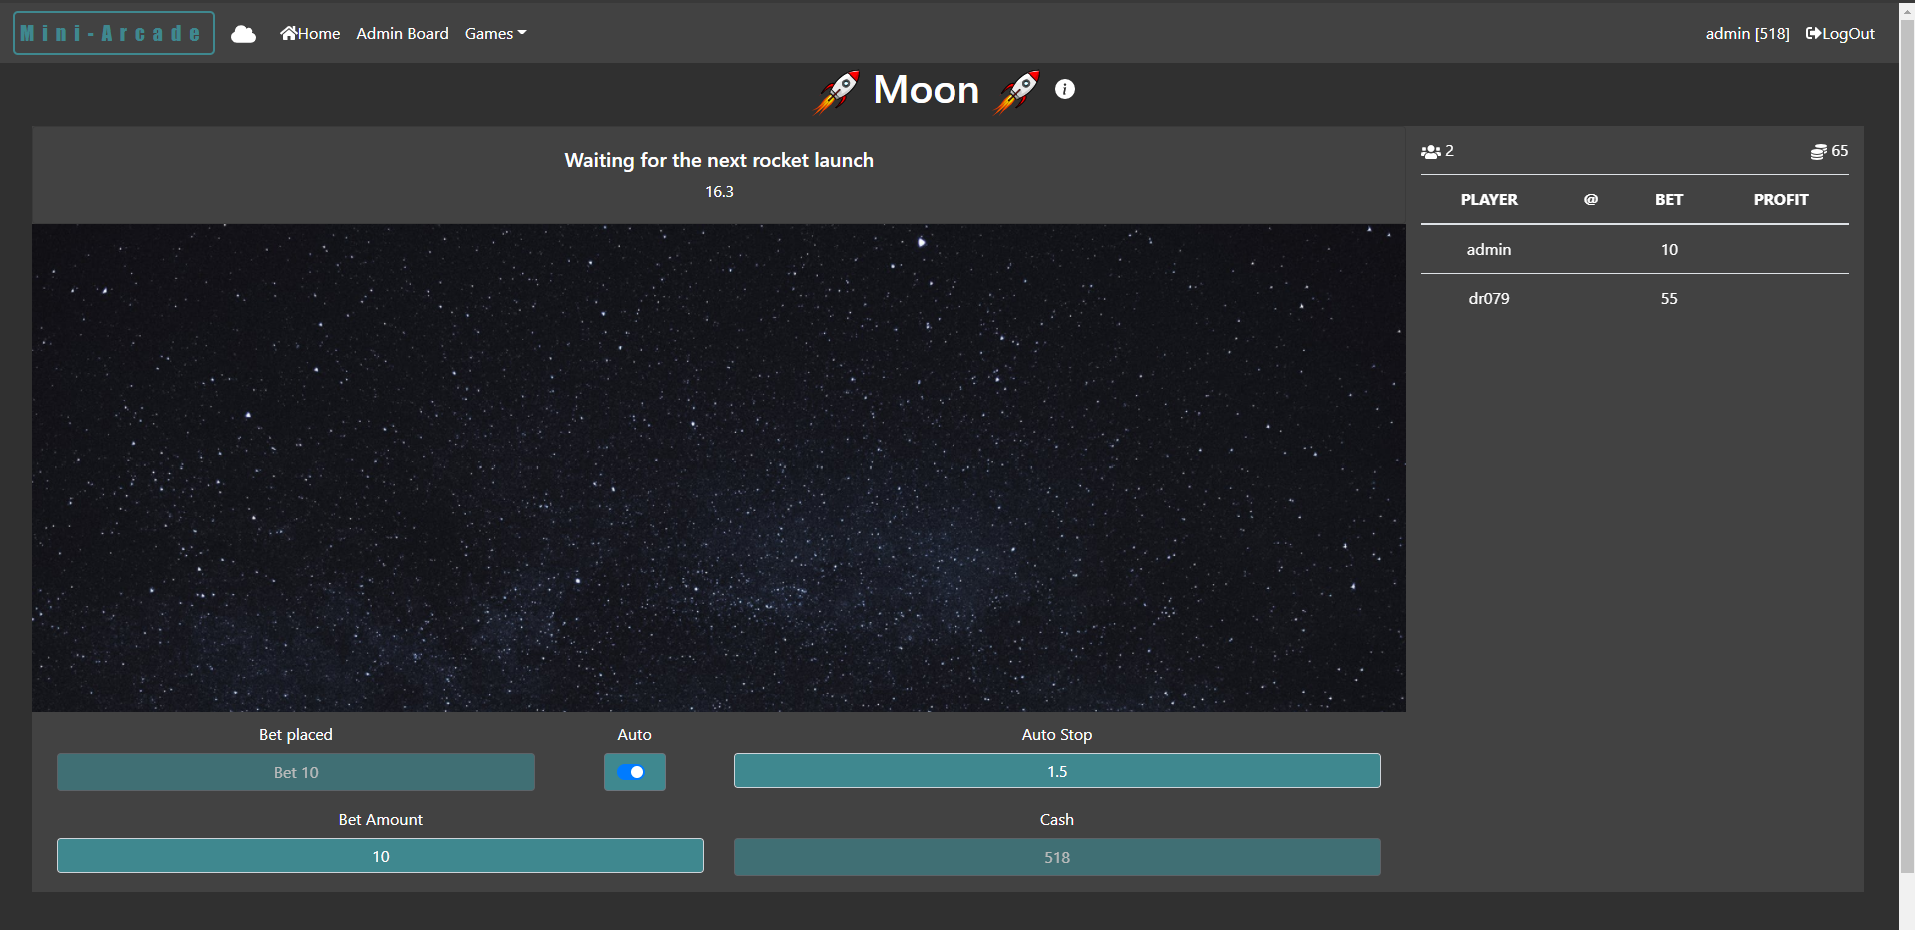 Mini-Arcade Home Admin Board Games admin [518] LogOut
Moon
Waiting for the next rocket launch
16.3
2 65
PLAYER @ BET PROFIT
admin 10
dr079 55
Bet placed Auto Auto Stop
Bet 10 1.5
Bet Amount Cash
10 518